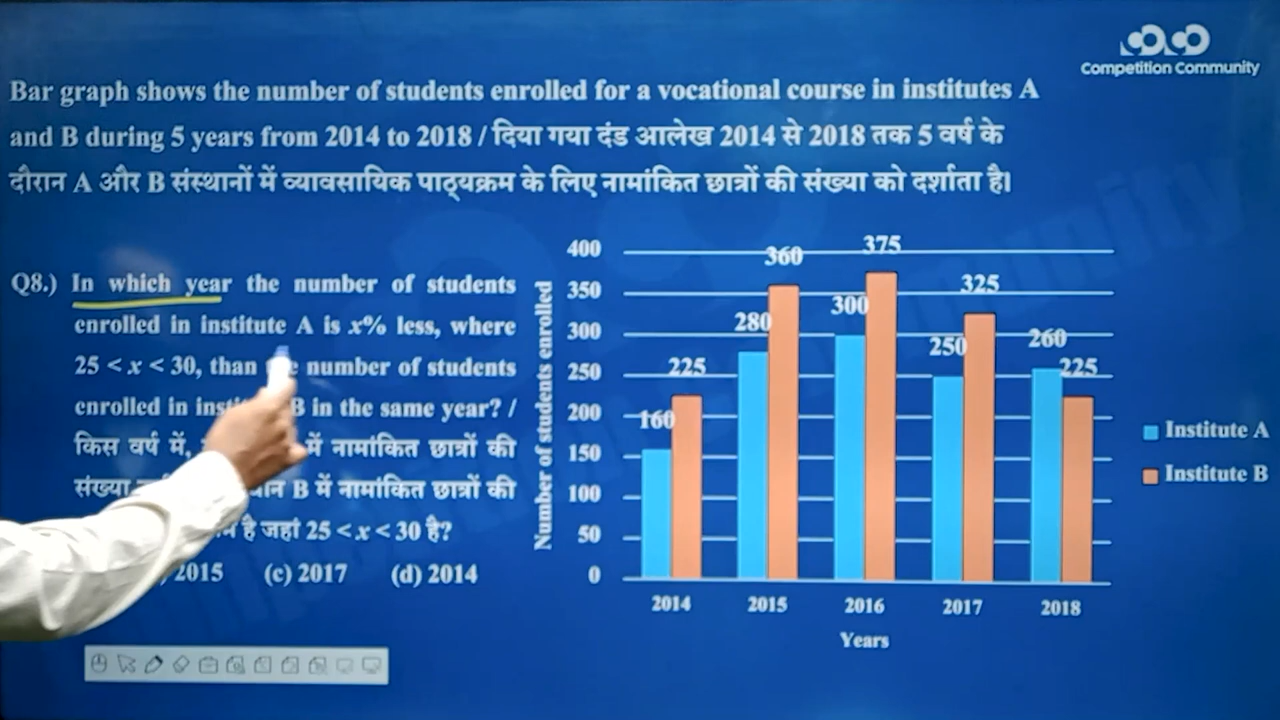 Competition Community
Bar graph shows the number of students enrolled for a vocational course in institutes A
and B during 5 years from 2014 to 2018 / दिया गया दंड आलेख 2014 से 2018 तक 5 वर्ष के
दौरान A और B संस्थानों में व्यावसायिक पाठ्यक्रम के लिए नामांकित छात्रों की संख्या को दर्शाता है।
Q8.) In which year the number of students
enrolled in institute A is x% less, where
25 < x < 30, than number of students
enrolled in B in the same year? /
किस वर्ष में, में नामांकित छात्रों की
संख्या B में नामांकित छात्रों की
है जहां 25 < x < 30 है?
2015 (c) 2017 (d) 2014
Number of students enrolled
400
350
300
250
200
150
100
50
0
160
225
280
360
300
375
250
325
260
225
2014 2015 2016 2017 2018
Years
Institute A
Institute B